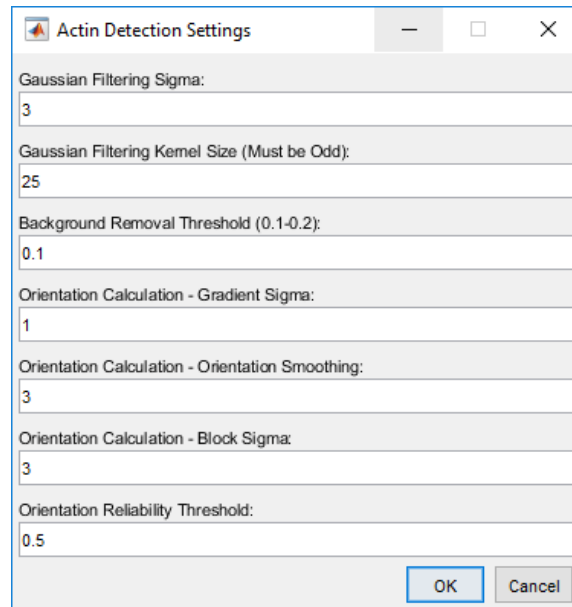 Actin Detection Settings
Gaussian Filtering Sigma:
3
Gaussian Filtering Kernel Size (Must be Odd):
25
Background Removal Threshold (0.1-0.2):
0.1
Orientation Calculation - Gradient Sigma:
1
Orientation Calculation - Orientation Smoothing:
3
Orientation Calculation - Block Sigma:
3
Orientation Reliability Threshold:
0.5
OK Cancel